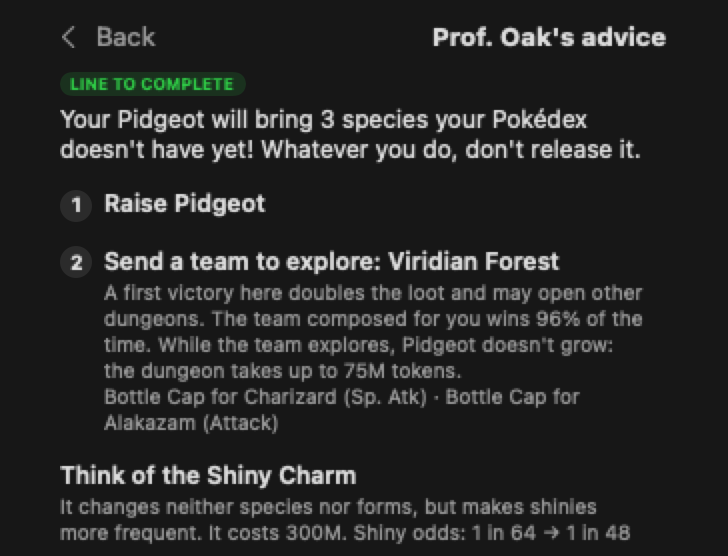 Back
Prof. Oak's advice
LINE TO COMPLETE
Your Pidgeot will bring 3 species your Pokédex
doesn't have yet! Whatever you do, don't release it.
1 Raise Pidgeot
2 Send a team to explore: Viridian Forest
A first victory here doubles the loot and may open other
dungeons. The team composed for you wins 96% of the
time. While the team explores, Pidgeot doesn't grow:
the dungeon takes up to 75M tokens.
Bottle Cap for Charizard (Sp. Atk) · Bottle Cap for
Alakazam (Attack)
Think of the Shiny Charm
It changes neither species nor forms, but makes shinies
more frequent. It costs 300M. Shiny odds: 1 in 64 → 1 in 48